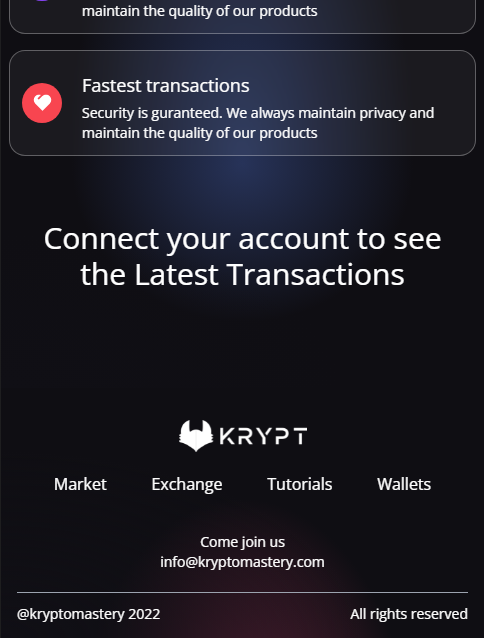 maintain the quality of our products
Fastest transactions
Security is guranteed. We always maintain privacy and
maintain the quality of our products
Connect your account to see
the Latest Transactions
KRYPT
Market Exchange Tutorials Wallets
Come join us
info@kryptomastery.com
@kryptomastery 2022 All rights reserved